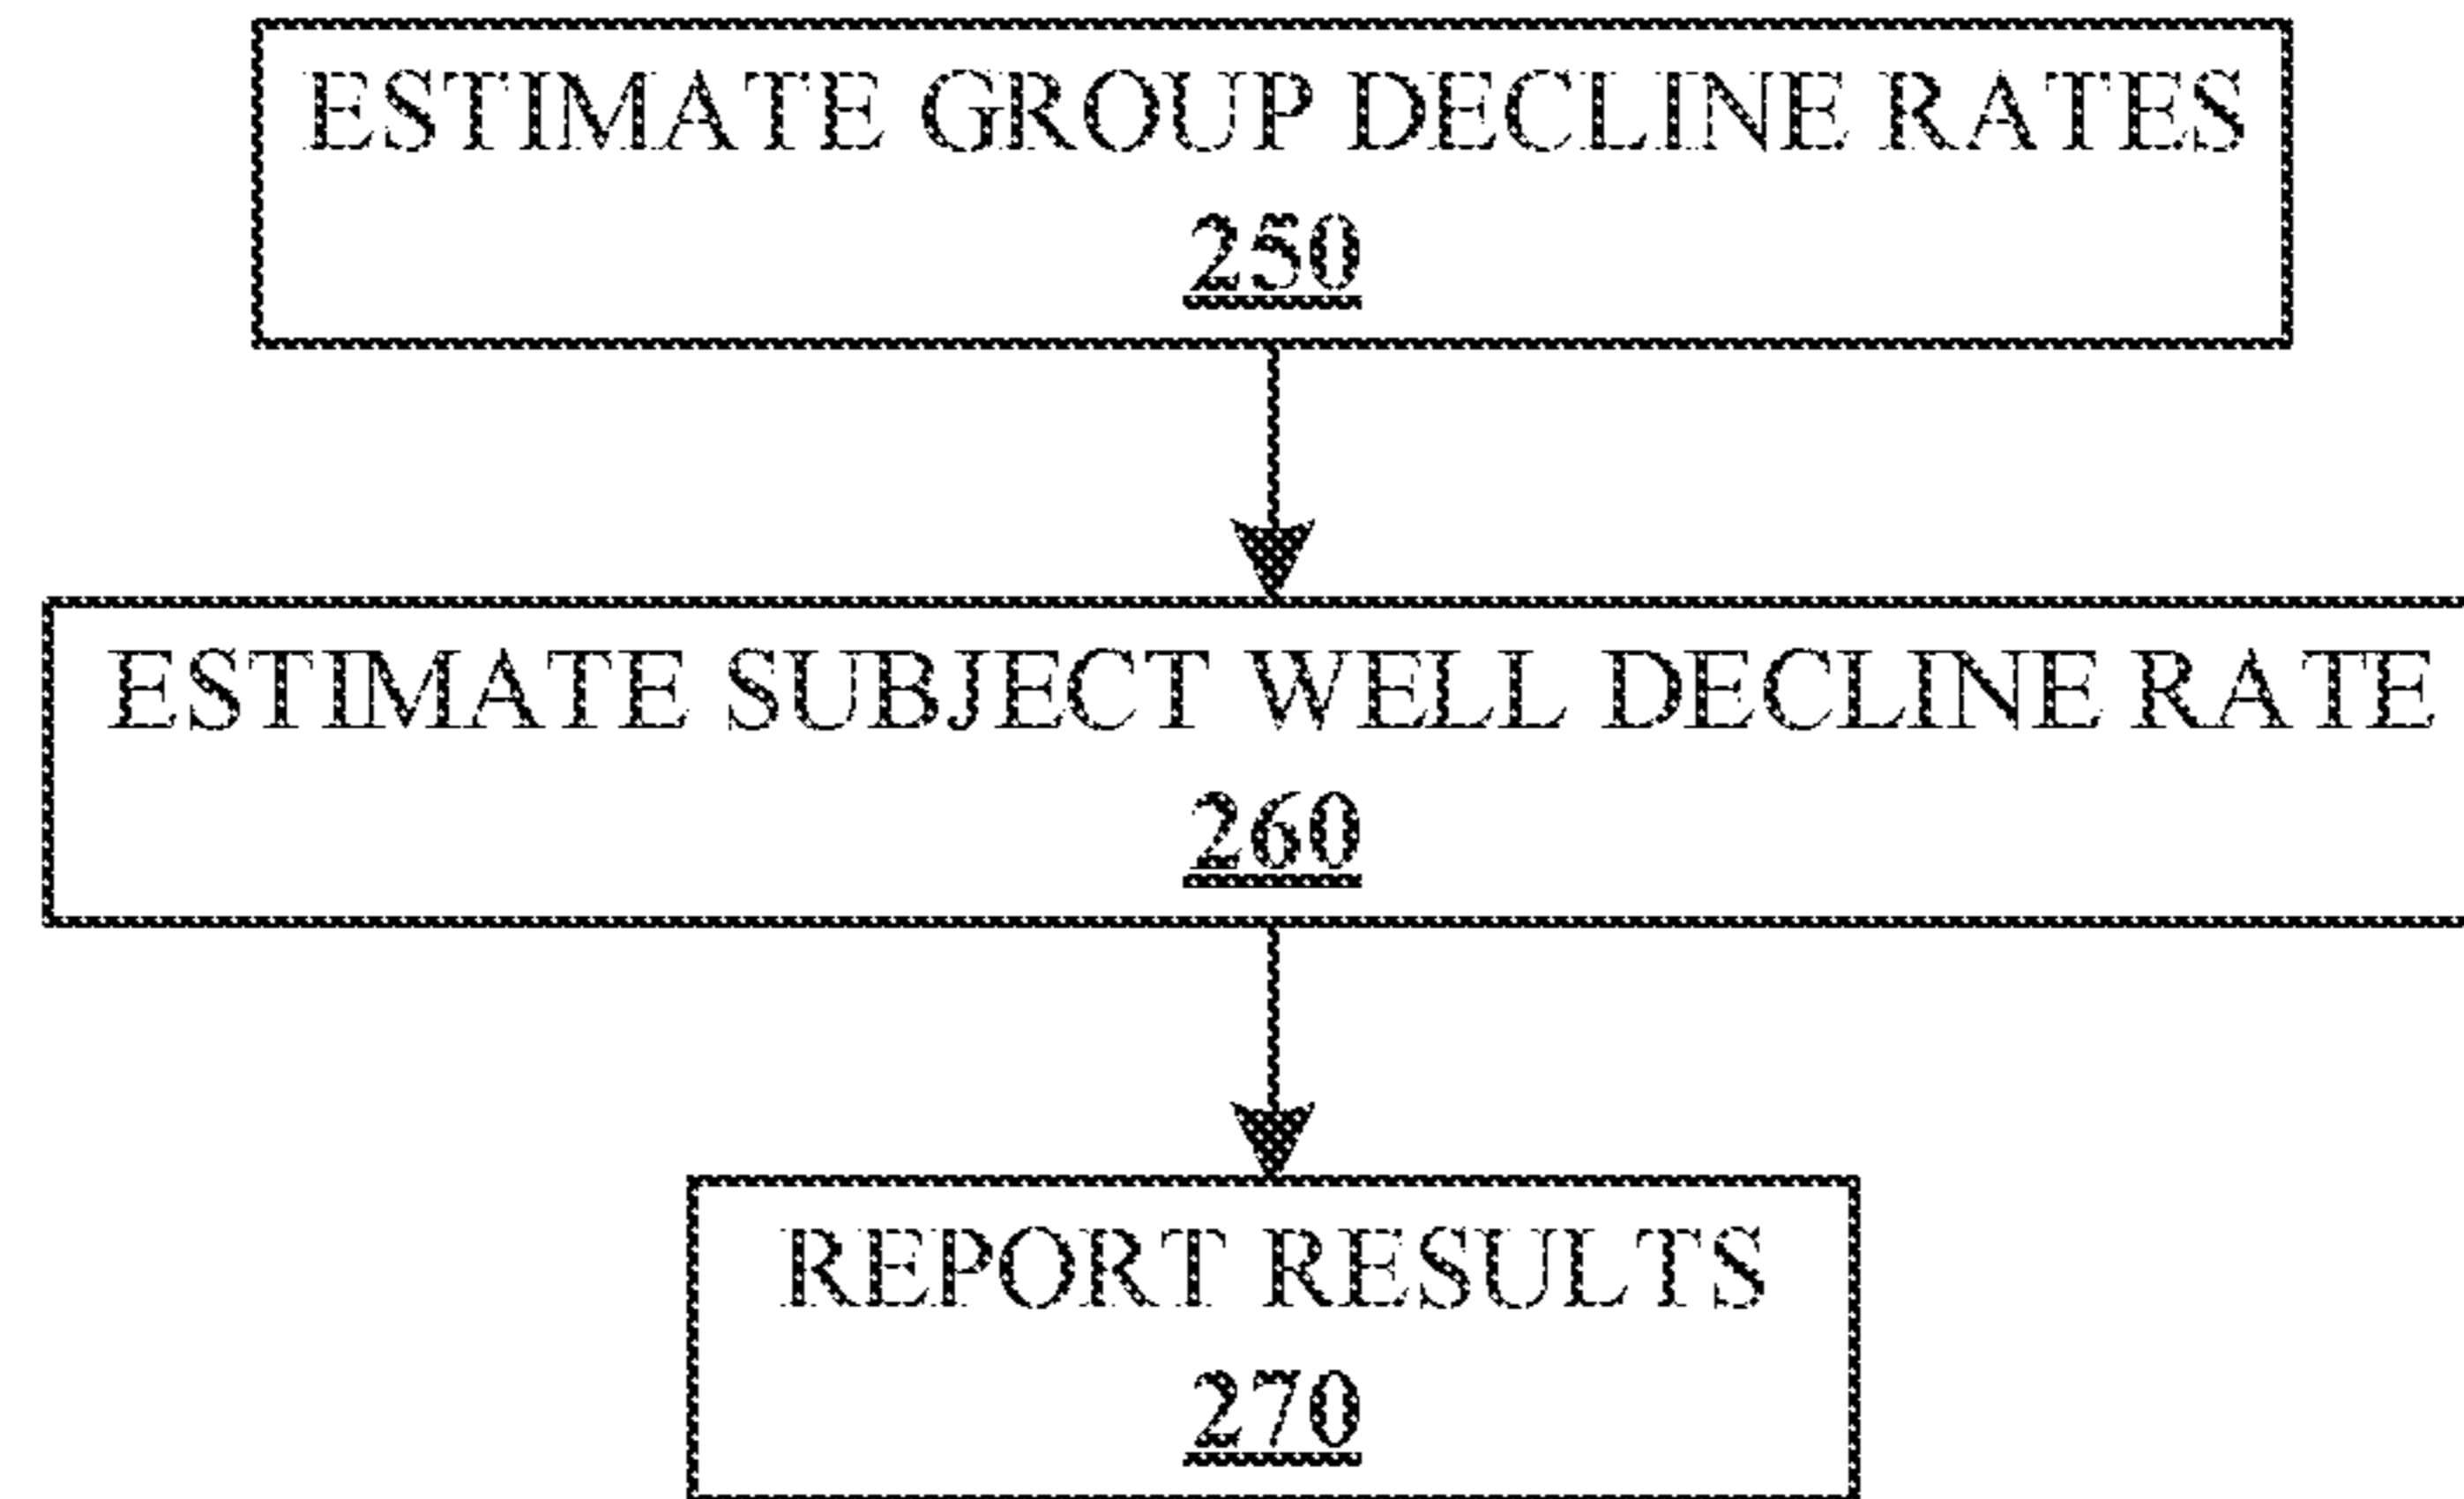 ESTIMATE GROUP DECLINE RATES
250
ESTIMATE SUBJECT WELL DECLINE RATE
260
REPORT RESULTS
270